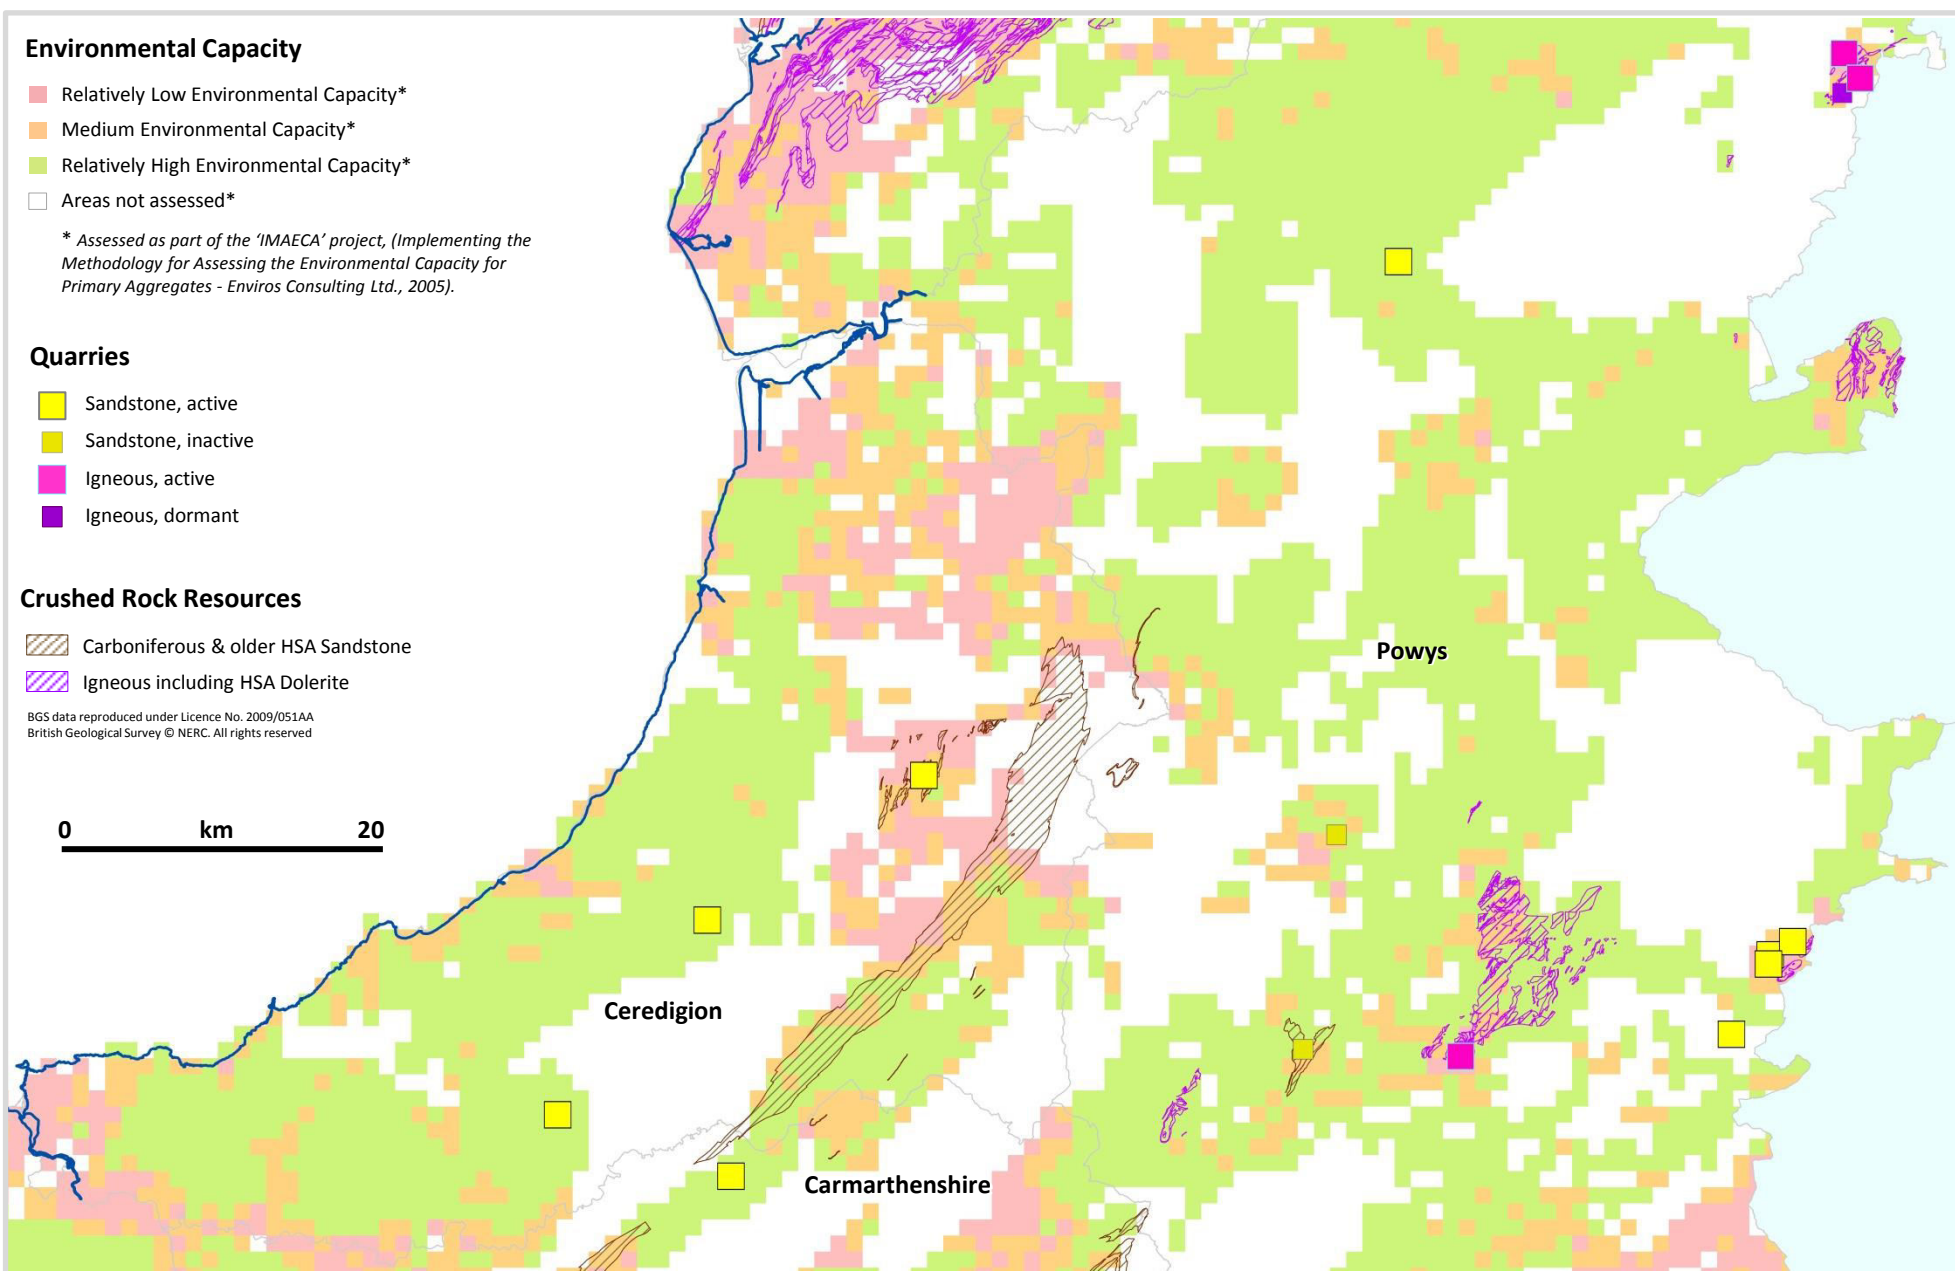 Environmental Capacity
Relatively Low Environmental Capacity*
Medium Environmental Capacity*
Relatively High Environmental Capacity*
Areas not assessed*
* Assessed as part of the ‘IMAECA’ project, (Implementing the
Methodology for Assessing the Environmental Capacity for
Primary Aggregates - Enviros Consulting Ltd., 2005).
Quarries
Sandstone, active
Sandstone, inactive
Igneous, active
Igneous, dormant
Crushed Rock Resources
Carboniferous & older HSA Sandstone
Igneous including HSA Dolerite
BGS data reproduced under Licence No. 2009/051AA
British Geological Survey © NERC. All rights reserved
0 km 20
Powys
Ceredigion
Carmarthenshire